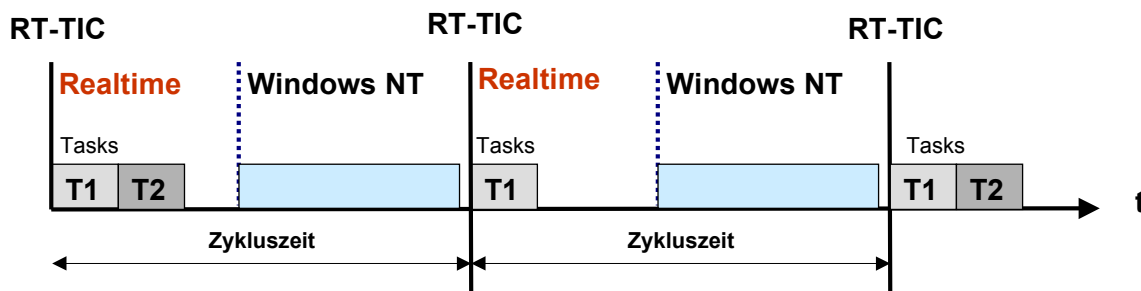 RT-TIC RT-TIC RT-TIC
Realtime Windows NT Realtime Windows NT
Tasks Tasks Tasks
T1 T2 T1 T1 T2
t
Zykluszeit Zykluszeit